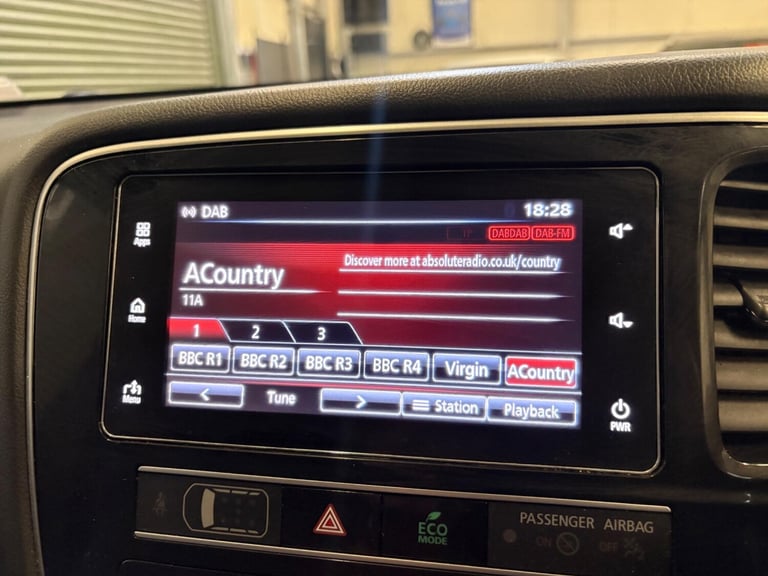 DAB
18:28
TP DABDAB DAB-FM
Discover more at absoluteradio.co.uk/country
ACountry
11A
1 2 3
BBC R1 BBC R2 BBC R3 BBC R4 Virgin ACountry
< Tune > Station Playback
Apps
Home
Menu
PWR
ECO
MODE
PASSENGER AIRBAG
ON OFF